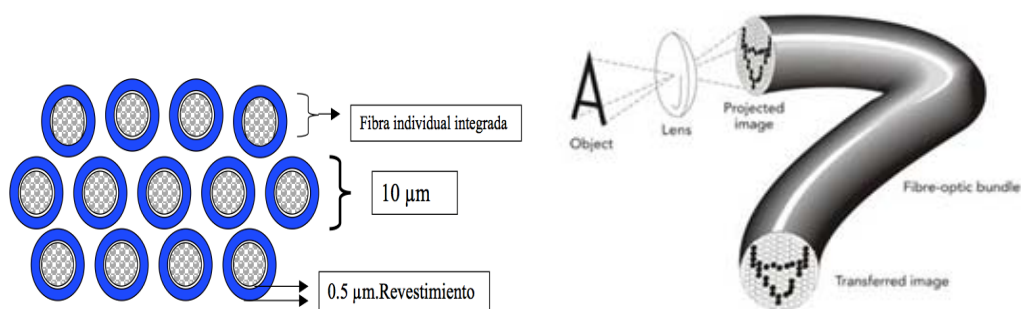 Fibra individual integrada
10 µm
0.5 µm.Revestimiento
Object
Lens
Projected
image
Fibre-optic bundle
Transferred image